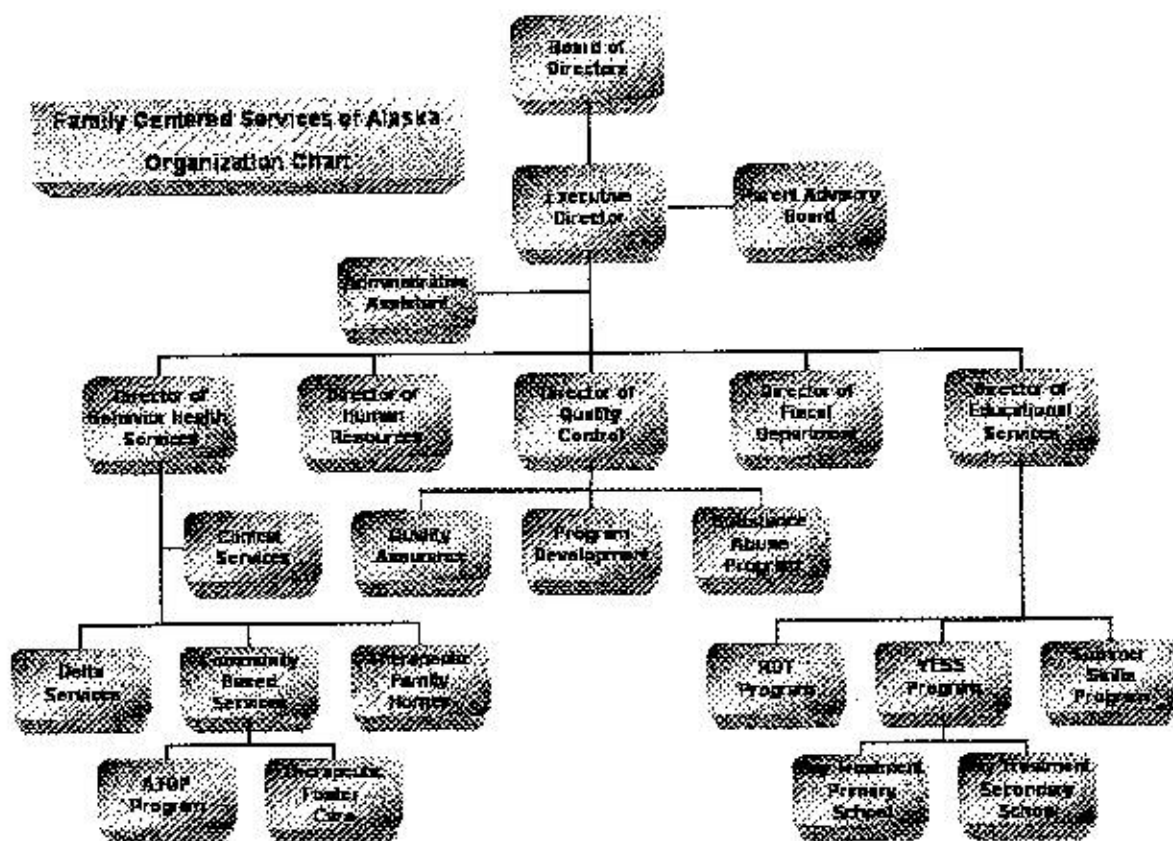 Board of
Directors
Family Centered Services of Alaska
Organization Chart
Executive
Director
Parent Advisory
Board
Administrative
Assistant
Director of
Behavior Health
Services
Director of
Human
Resources
Director of
Quality
Control
Director of
Fiscal
Department
Director of
Educational
Services
Clinical
Services
Quality
Assurance
Program
Development
Substance
Abuse
Program
Delta
Services
Community
Based
Services
Therapeutic
Family
Homes
Program
YESS
Program
Summer
Skills
Program
Program
Therapeutic
Foster
Care
Day Treatment
Primary
School
Day Treatment
Secondary
School